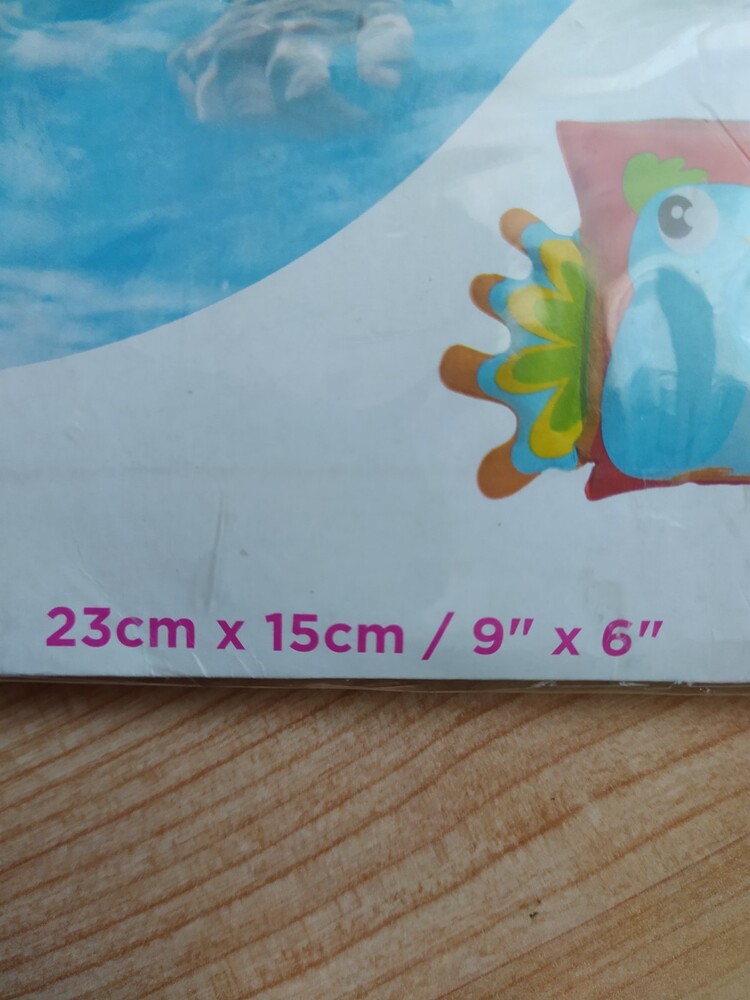 23cm x 15cm / 9" x 6"